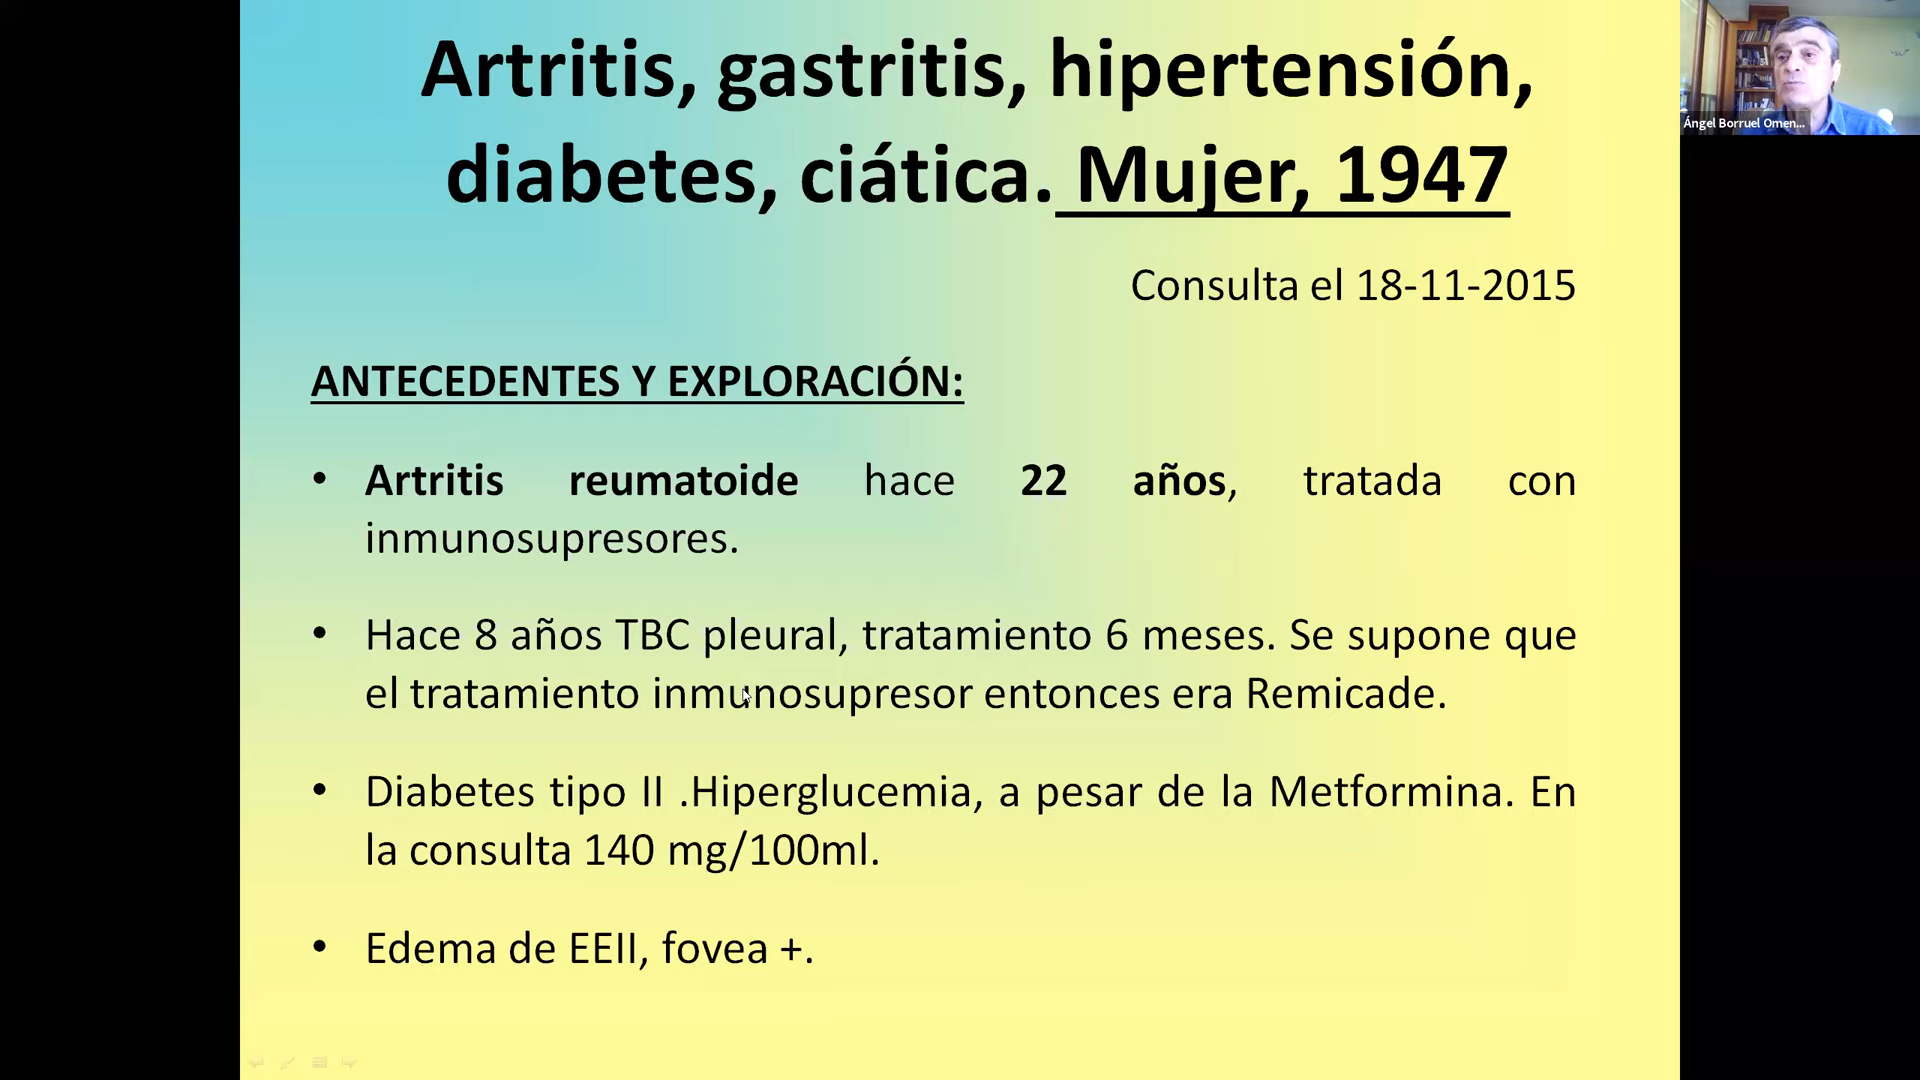 Artritis, gastritis, hipertensión,
diabetes, ciática. Mujer, 1947
Consulta el 18-11-2015
ANTECEDENTES Y EXPLORACIÓN:
• Artritis reumatoide hace 22 años, tratada con
inmunosupresores.
• Hace 8 años TBC pleural, tratamiento 6 meses. Se supone que
el tratamiento inmunosupresor entonces era Remicade.
• Diabetes tipo II .Hiperglucemia, a pesar de la Metformina. En
la consulta 140 mg/100ml.
• Edema de EEII, fovea +.
Ángel Borruel Omen...